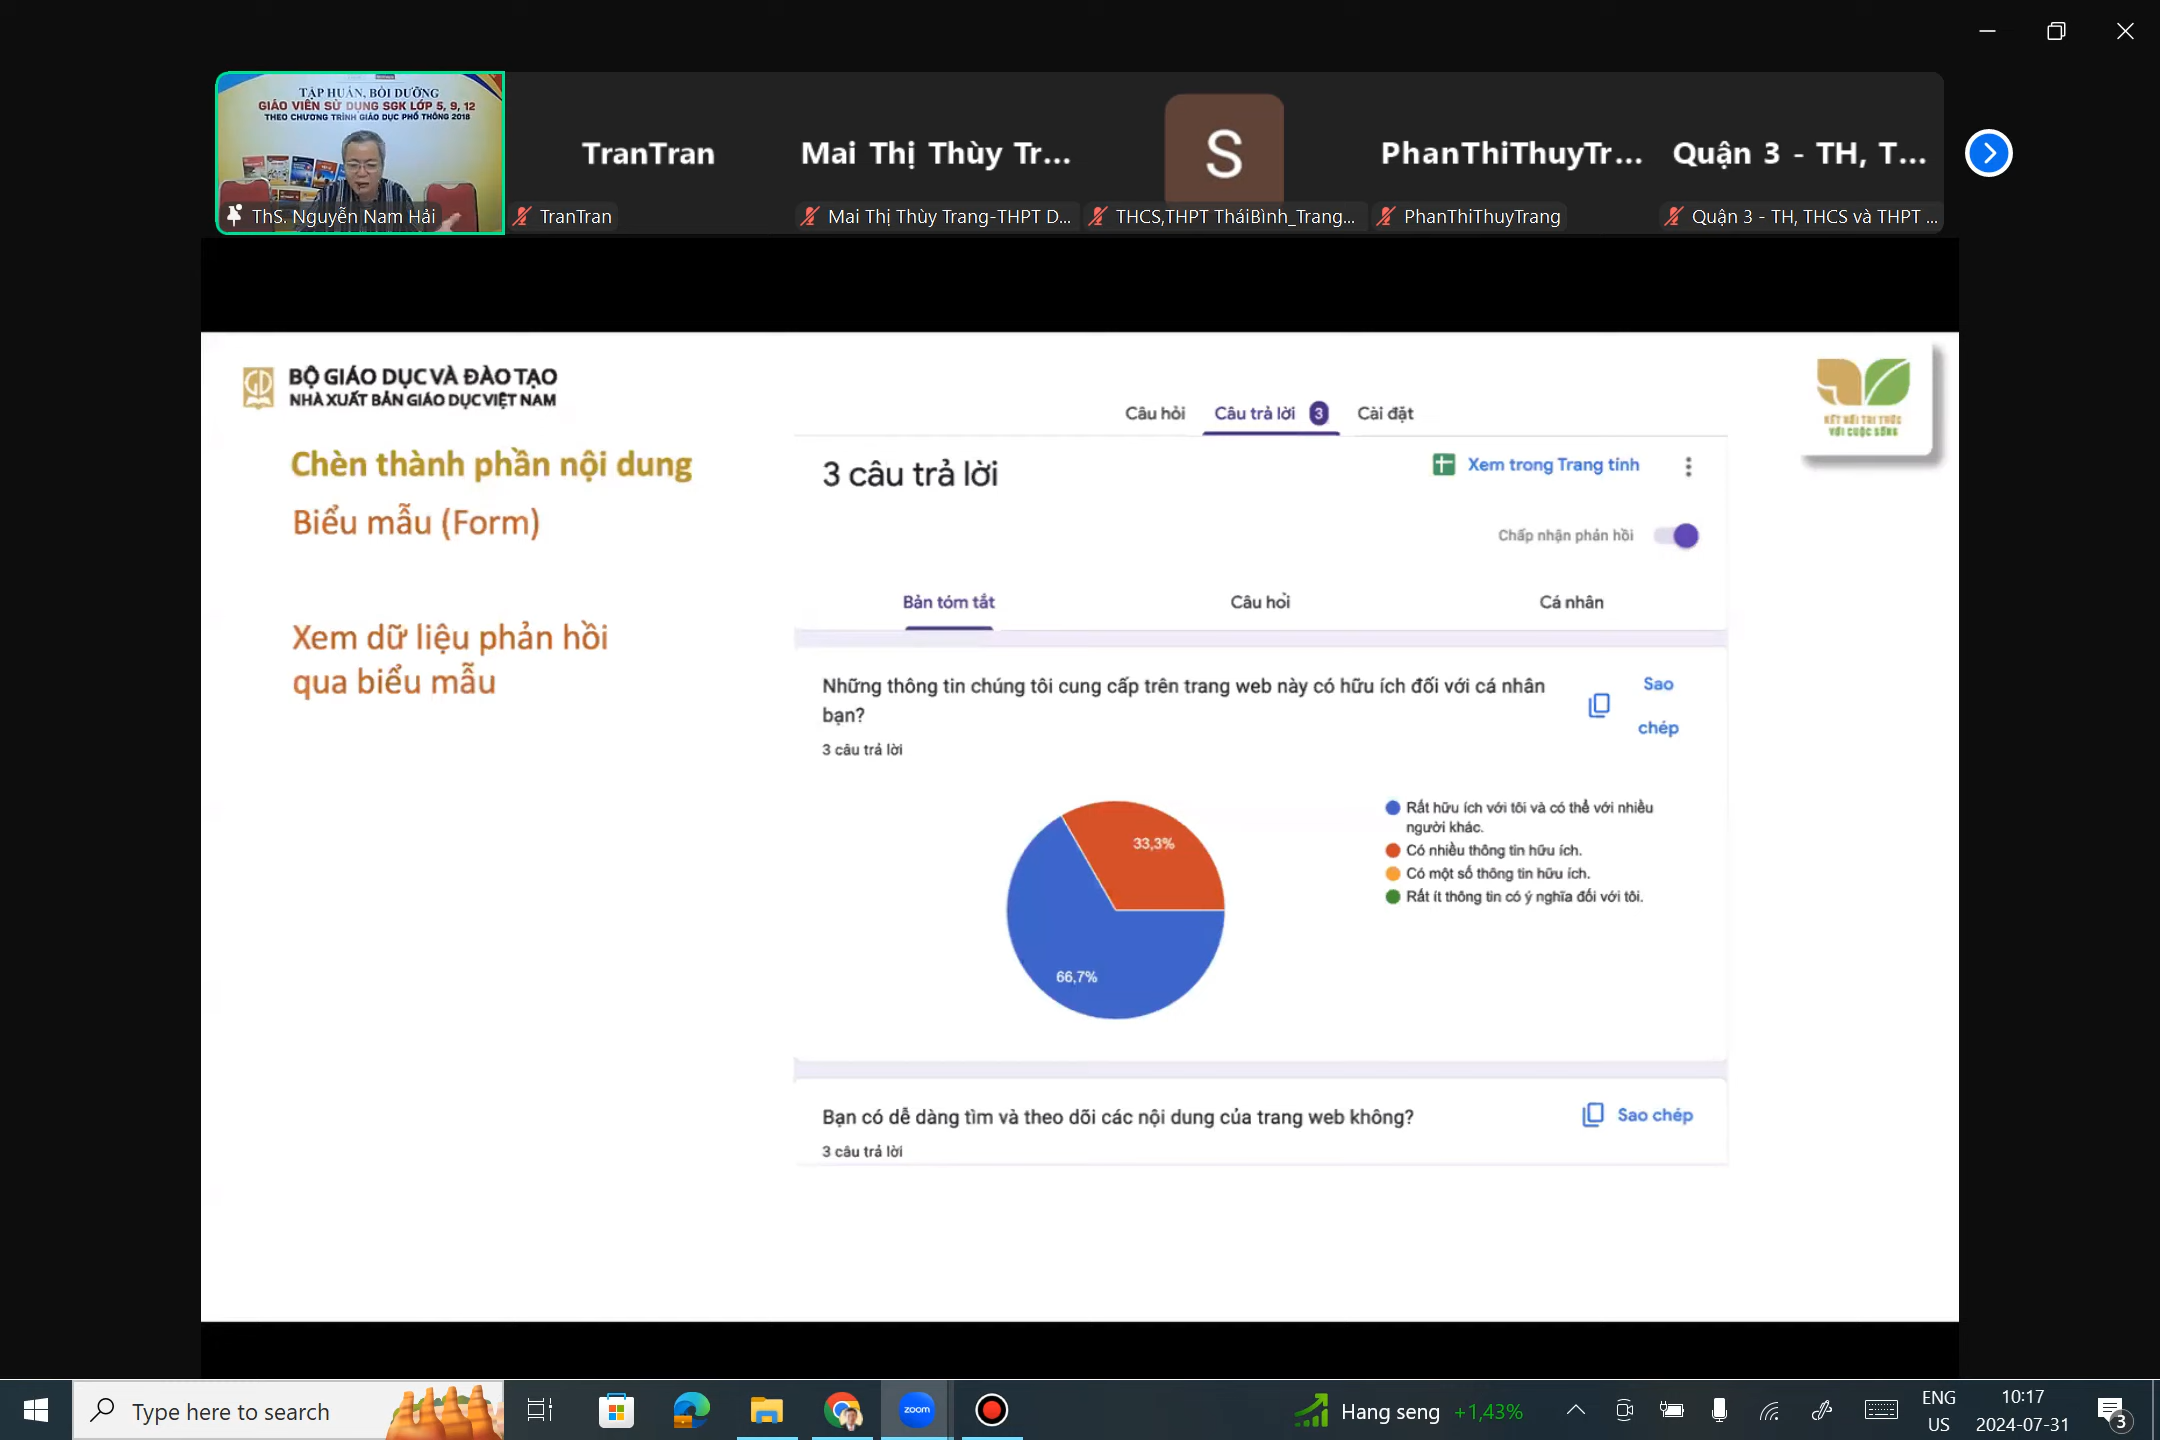 TẬP HUẤN, BỒI DƯỠNG
GIÁO VIÊN SỬ DỤNG SGK LỚP 5, 9, 12
THEO CHƯƠNG TRÌNH GIÁO DỤC PHỔ THÔNG 2018
ThS. Nguyễn Nam Hải
TranTran
TranTran
Mai Thị Thùy Tr...
Mai Thị Thùy Trang-THPT D...
S
THCS,THPT TháiBình_Trang...
PhanThiThuyTr...
PhanThiThuyTrang
Quận 3 - TH, T...
Quận 3 - TH, THCS và THPT ...
BỘ GIÁO DỤC VÀ ĐÀO TẠO
NHÀ XUẤT BẢN GIÁO DỤC VIỆT NAM
KẾT NỐI TRI THỨC
VỚI CUỘC SỐNG
Chèn thành phần nội dung
Biểu mẫu (Form)
Xem dữ liệu phản hồi
qua biểu mẫu
Câu hỏi Câu trả lời 3 Cài đặt
3 câu trả lời
Xem trong Trang tính
Chấp nhận phản hồi
Bản tóm tắt Câu hỏi Cá nhân
Những thông tin chúng tôi cung cấp trên trang web này có hữu ích đối với cá nhân
bạn?
Sao
chép
3 câu trả lời
33,3%
66,7%
Rất hữu ích với tôi và có thể với nhiều
người khác.
Có nhiều thông tin hữu ích.
Có một số thông tin hữu ích.
Rất ít thông tin có ý nghĩa đối với tôi.
Bạn có dễ dàng tìm và theo dõi các nội dung của trang web không?
Sao chép
3 câu trả lời
Type here to search
zoom
Hang seng +1,43%
ENG
US
10:17
2024-07-31
3